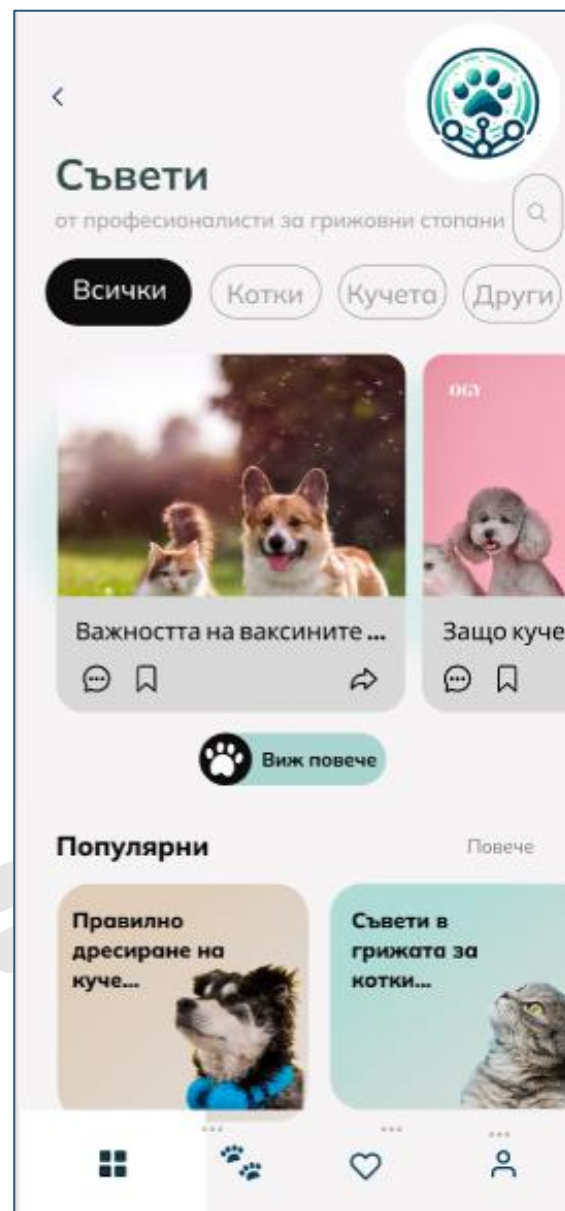 Съвети
от професионалисти за грижовни стопани
Всички Котки Кучета Други
OGY
Важността на ваксините ...
Защо куче
Виж повече
Популярни Повече
Правилно
дресиране на
куче...
Съвети в
грижата за
котки...